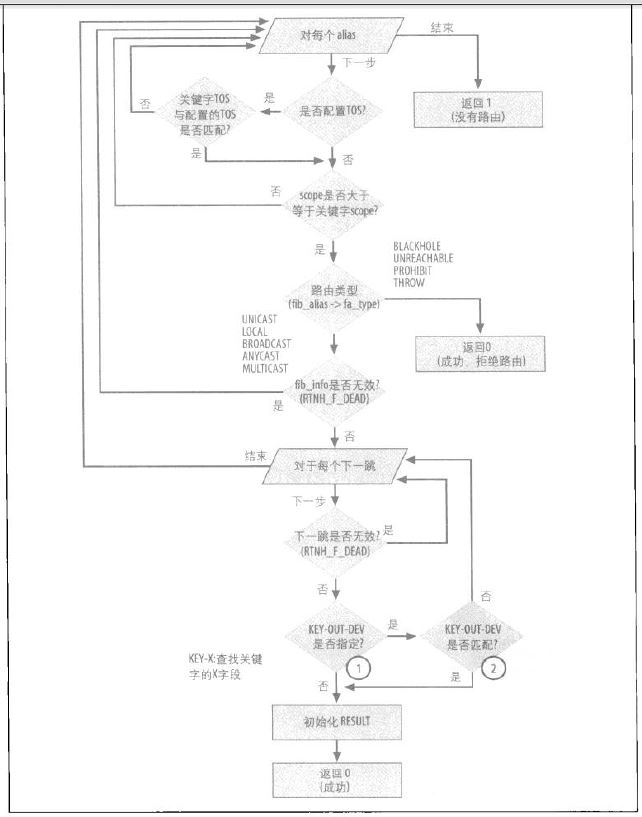 对每个 alias
结束
下一步
返回 1
(没有路由)
是否配置TOS?
是
关键字TOS
与配置的TOS
是否匹配?
否
是
否
scope是否大于
等于关键字scope?
否
是
路由类型
(fib_alias -> fa_type)
BLACKHOLE
UNREACHABLE
PROHIBIT
THROW
返回0
(成功, 拒绝路由)
UNICAST
LOCAL
BROADCAST
ANYCAST
MULTICAST
fib_info是否无效?
(RTNH_F_DEAD)
是
否
结束
对于每个下一跳
下一步
下一跳是否无效?
(RTNH_F_DEAD)
是
否
否
KEY-OUT-DEV
是否指定?
1
是
KEY-OUT-DEV
是否匹配?
2
KEY-X:查找关键
字的X字段
否
是
初始化 RESULT
返回 0
(成功)